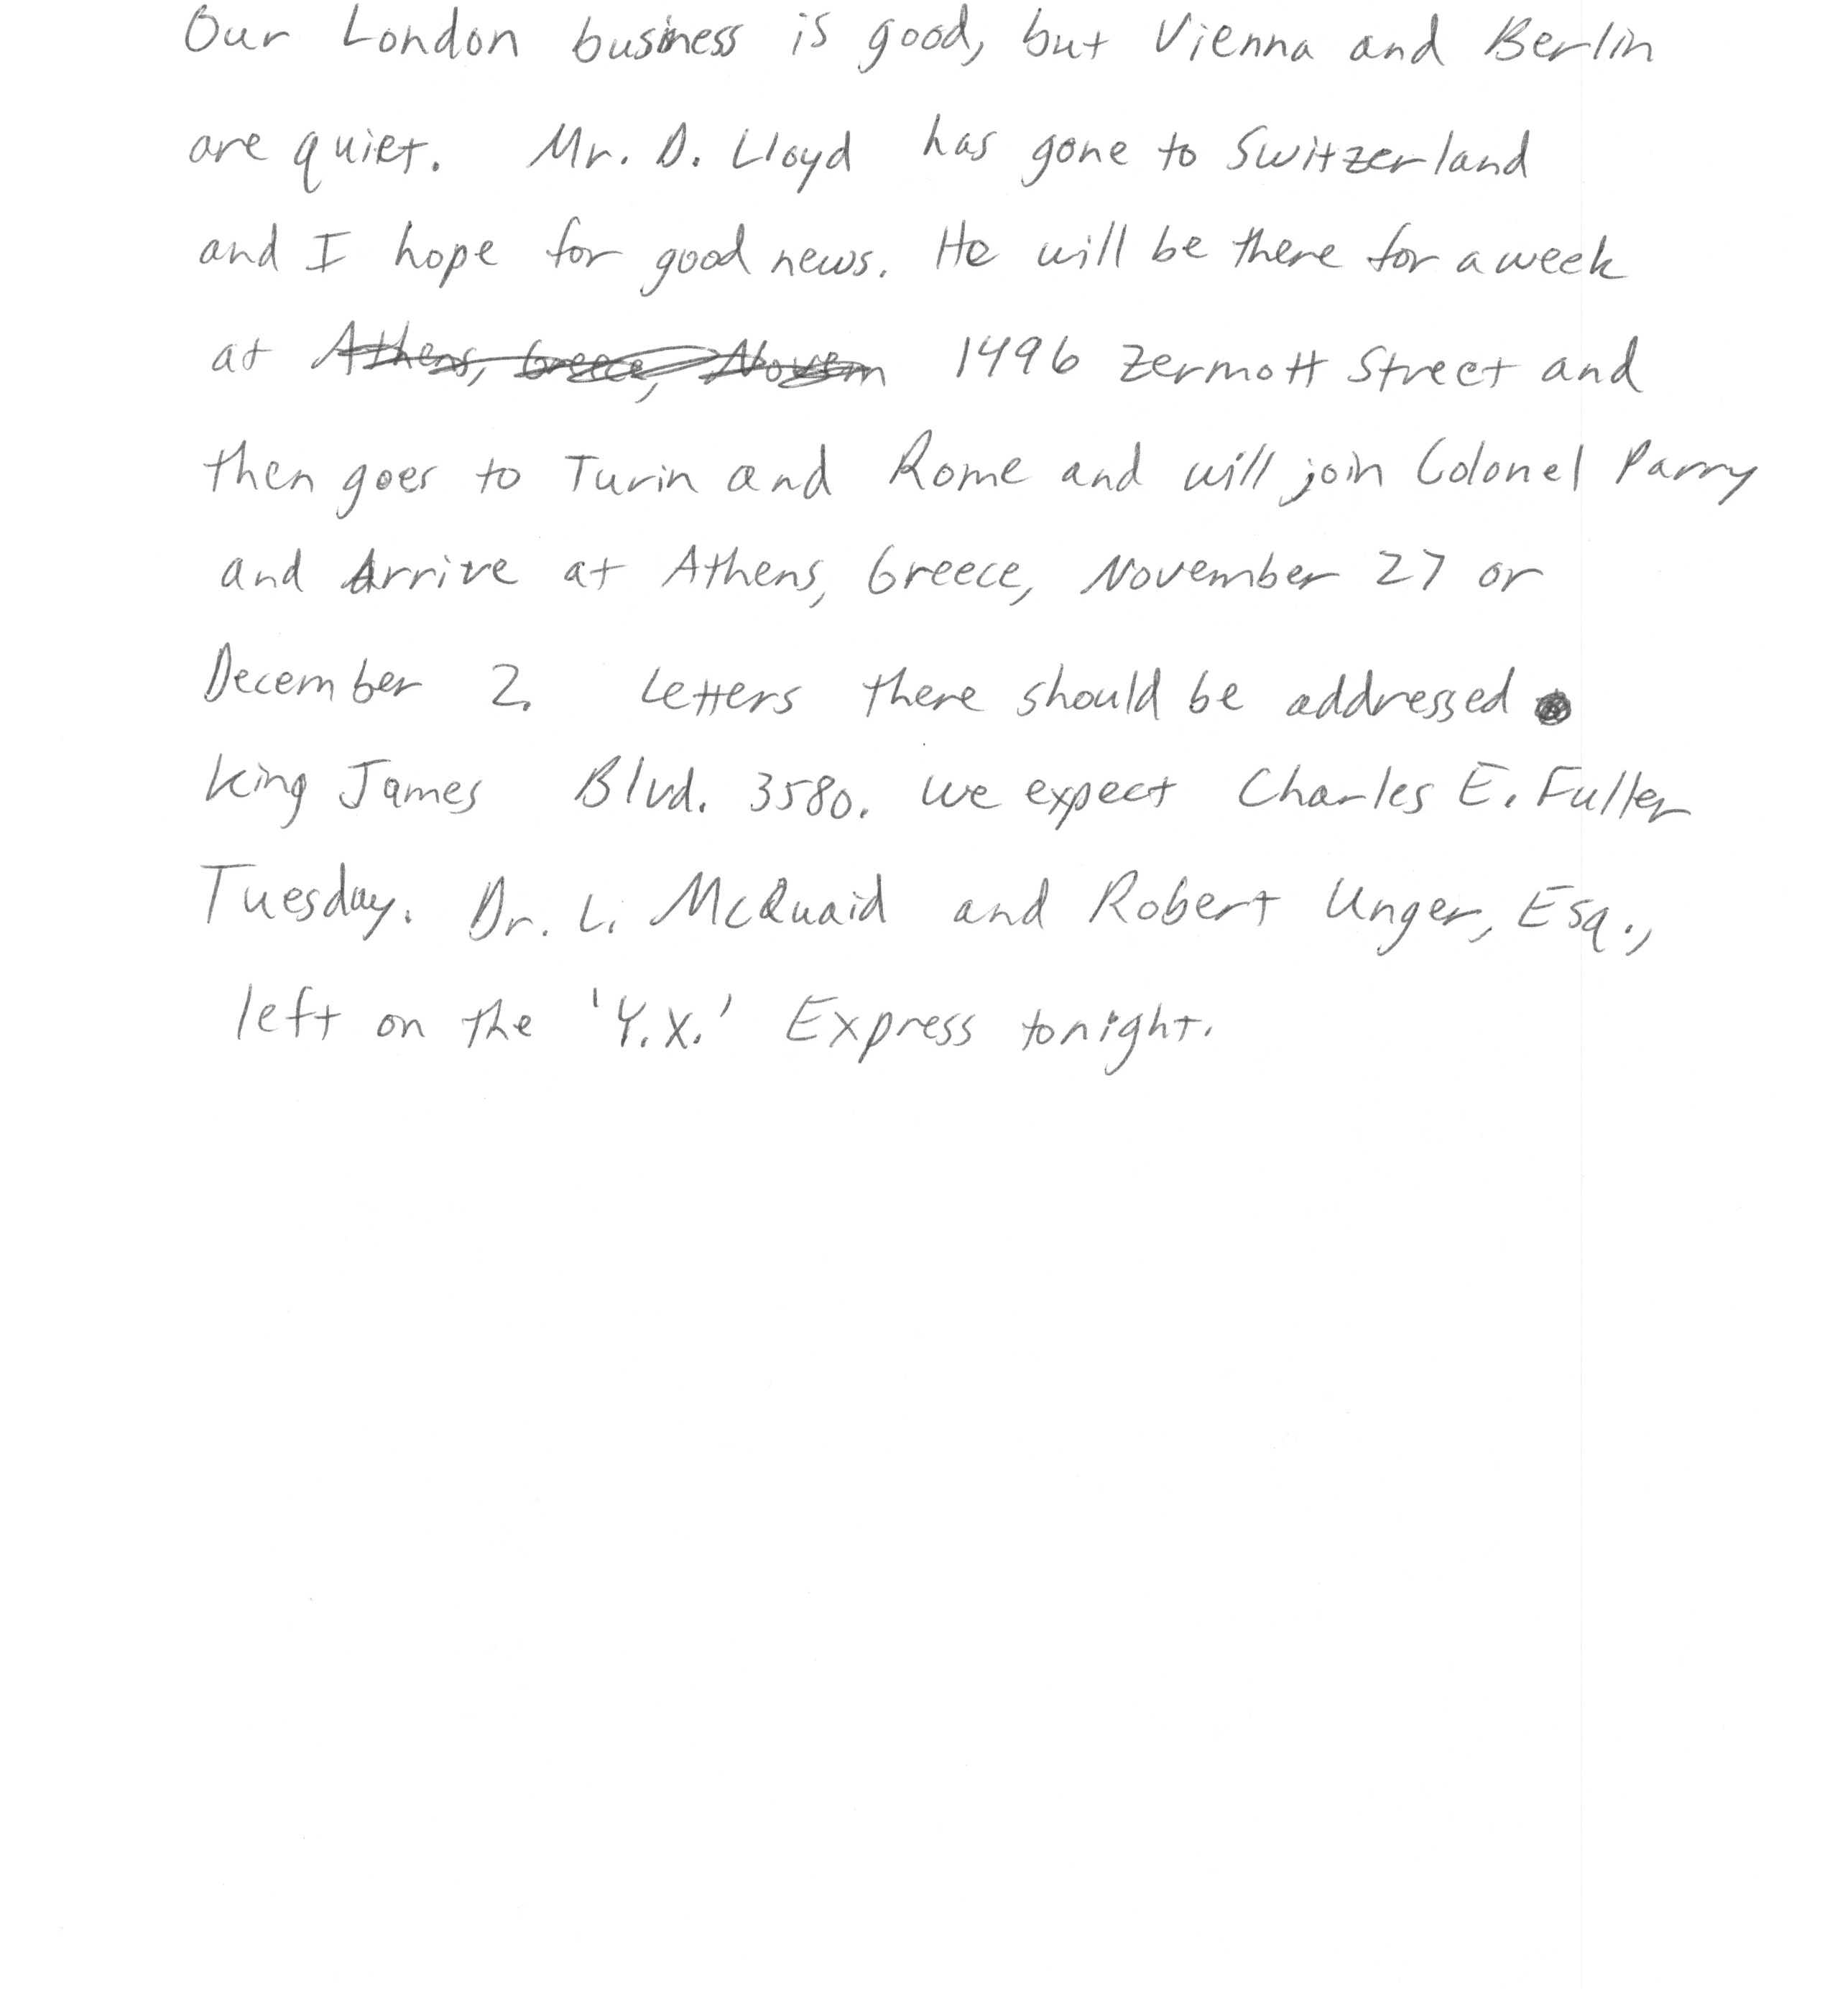 Our London business is good, but Vienna and Berlin
are quiet. Mr. D. Lloyd has gone to Switzerland
and I hope for good news. He will be there for a week
at Athens, Greece, Novem 1496 Zermott Street and
then goes to Turin and Rome and will join Colonel Parry
and Arrive at Athens, Greece, November 27 or
December 2. Letters there should be addressed
King James Blvd. 3580. We expect Charles E. Fuller
Tuesday. Dr. L. McQuaid and Robert Unger, Esq.,
left on the 'Y.X.' Express tonight.